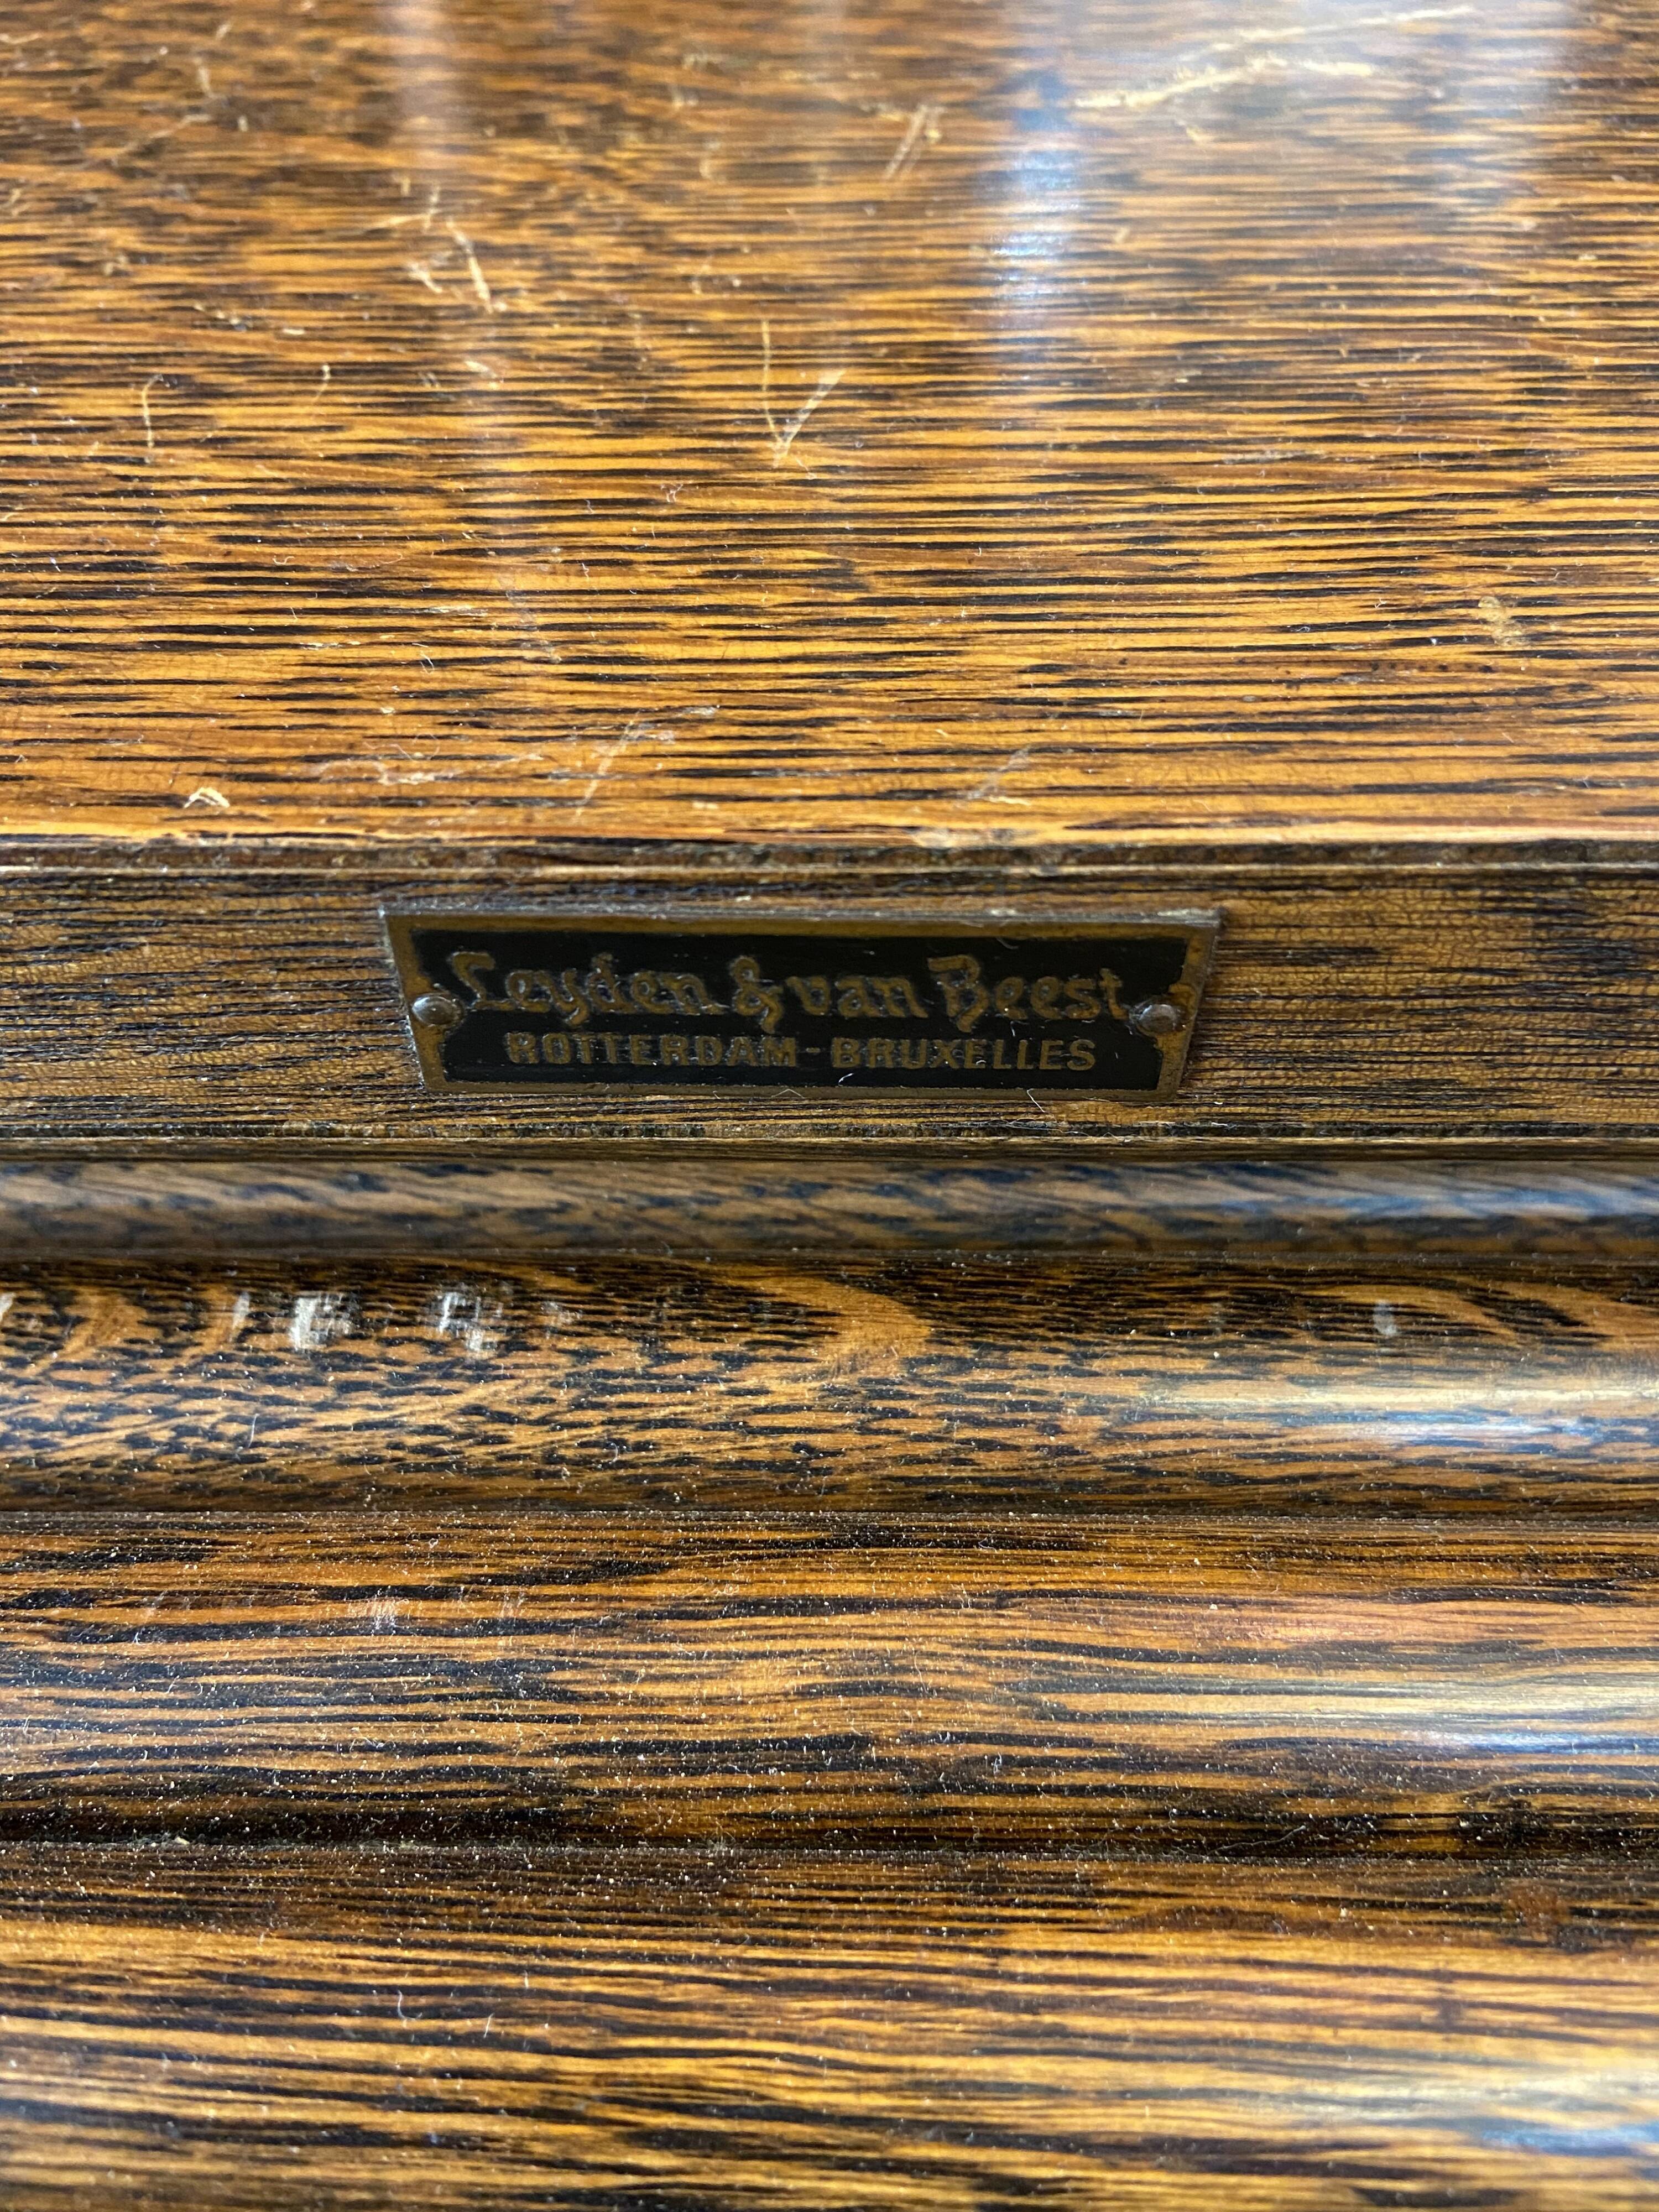 Leyden & van Beest
ROTTERDAM-BRUXELLES